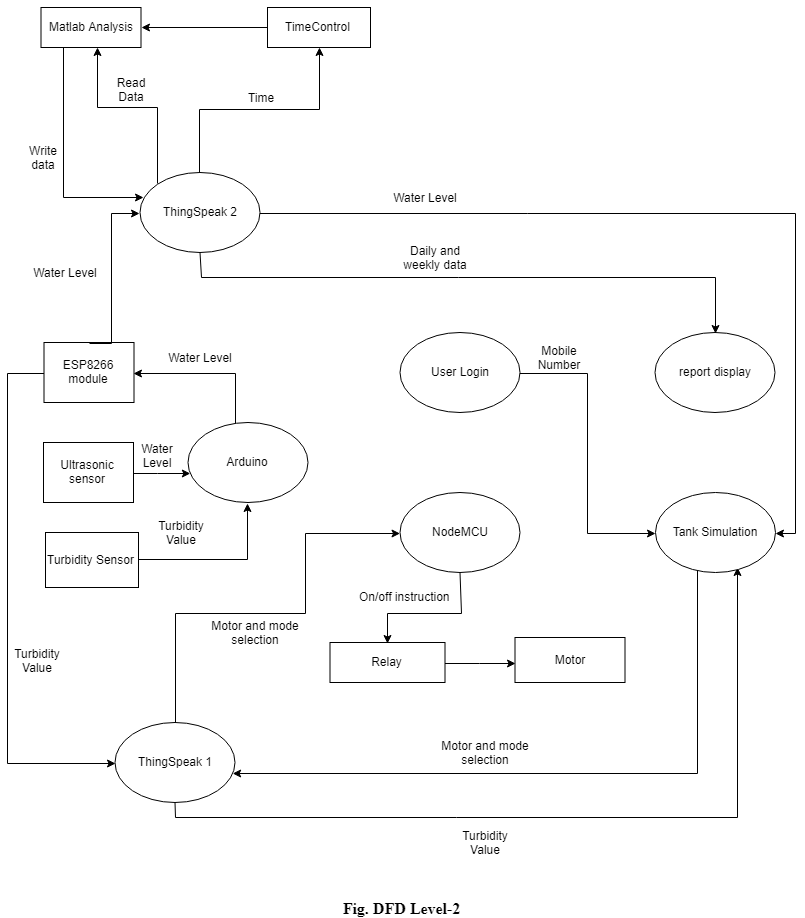 Matlab Analysis
TimeControl
Read
Data
Time
Write
data
ThingSpeak 2
Water Level
Daily and
weekly data
Water Level
ESP8266
module
Water Level
User Login
Mobile
Number
report display
Ultrasonic
sensor
Water
Level
Arduino
Turbidity Sensor
Turbidity
Value
NodeMCU
Tank Simulation
On/off instruction
Motor and mode
selection
Relay
Motor
Turbidity
Value
ThingSpeak 1
Motor and mode
selection
Turbidity
Value
Fig. DFD Level-2